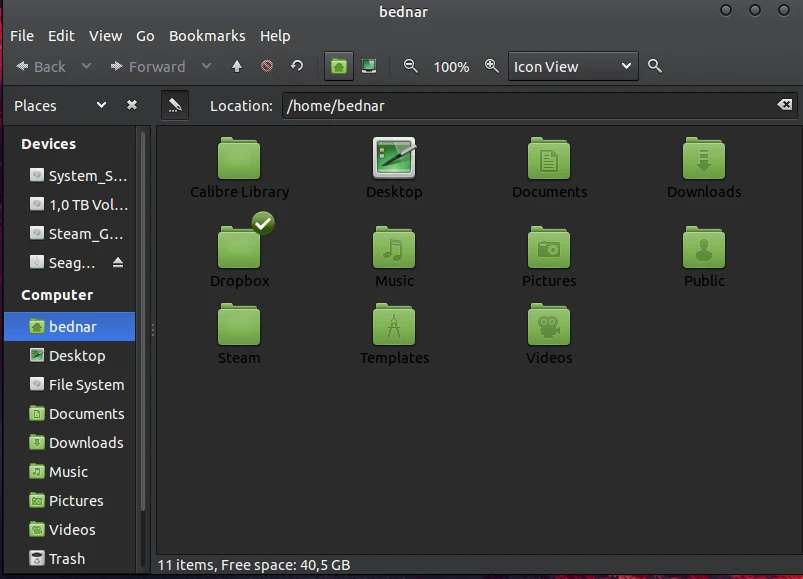 bednar
File Edit View Go Bookmarks Help
Back Forward 100% Icon View
Places Location: /home/bednar
Devices
System_S...
1,0 TB Vol...
Steam_G...
Seag...
Computer
bednar
Desktop
File System
Documents
Downloads
Music
Pictures
Videos
Trash
Calibre Library Desktop Documents Downloads
Dropbox Music Pictures Public
Steam Templates Videos
11 items, Free space: 40,5 GB